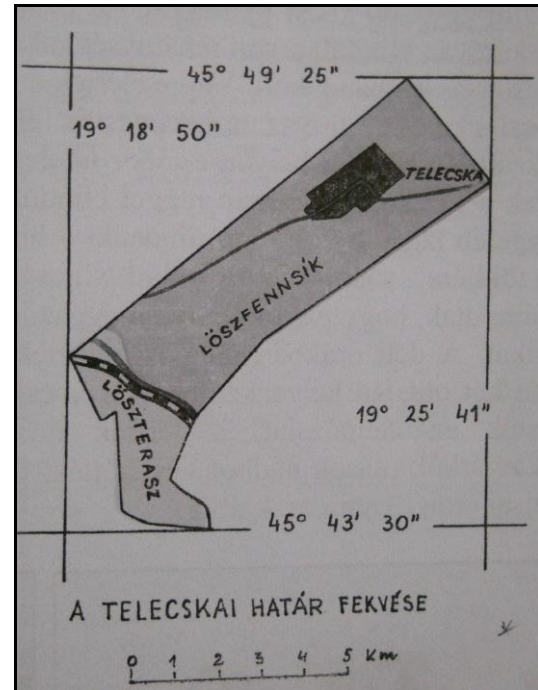 45° 49' 25"
19° 18' 50"
TELECSKA
LÖSZFENNSÍK
LÖSZTERASZ
19° 25' 41"
45° 43' 30"
A TELECSKAI HATÁR FEKVÉSE
0 1 2 3 4 5 Km